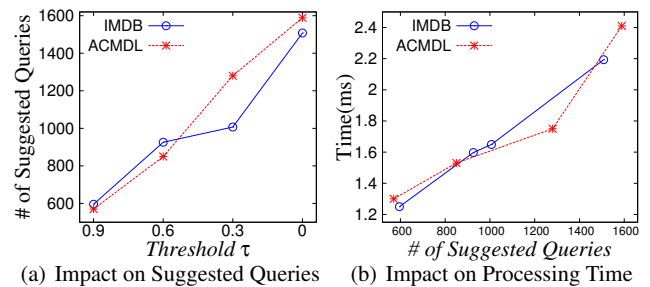 IMDB
ACMDL
# of Suggested Queries
1600
1400
1200
1000
800
600
0.9 0.6 0.3 0
Threshold τ
(a) Impact on Suggested Queries
IMDB
ACMDL
Time(ms)
2.4
2.2
2
1.8
1.6
1.4
1.2
600 800 1000 1200 1400 1600
# of Suggested Queries
(b) Impact on Processing Time